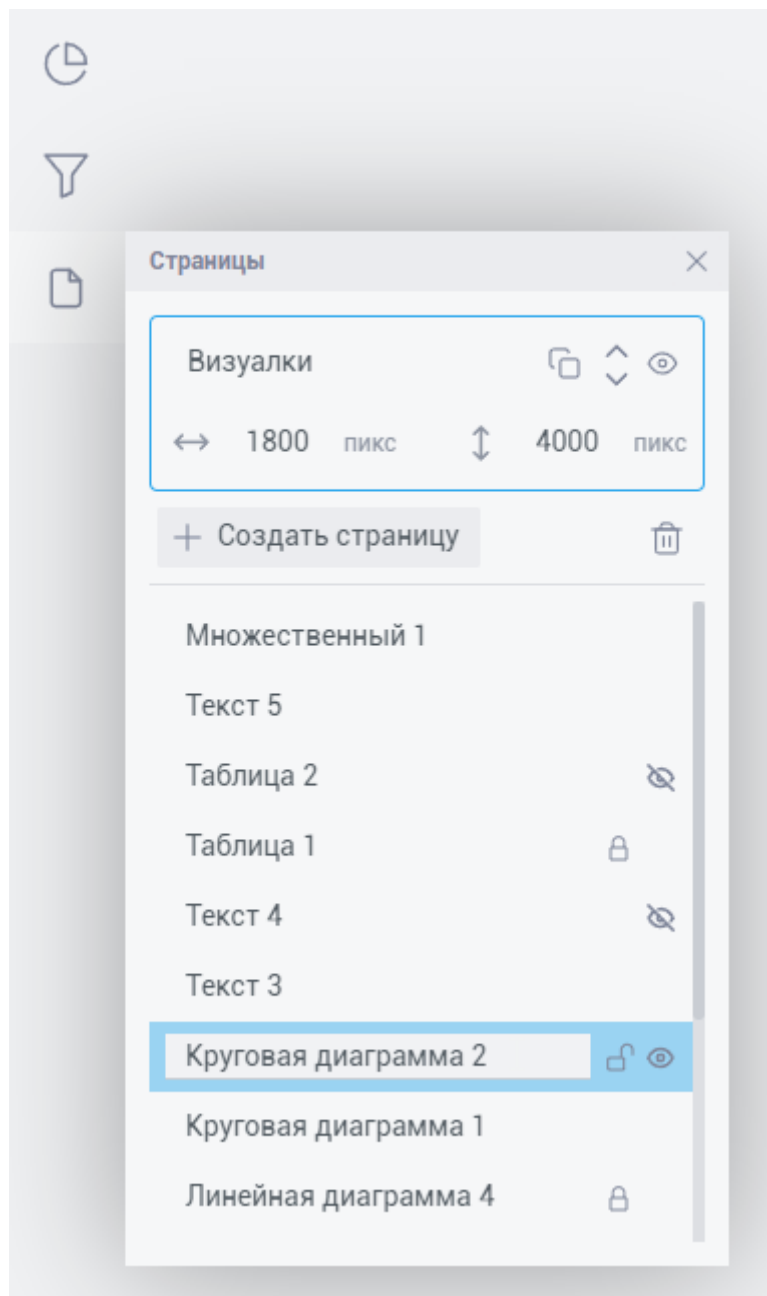 Страницы
Визуалки
1800 пикс 4000 пикс
Создать страницу
Множественный 1
Текст 5
Таблица 2
Таблица 1
Текст 4
Текст 3
Круговая диаграмма 2
Круговая диаграмма 1
Линейная диаграмма 4